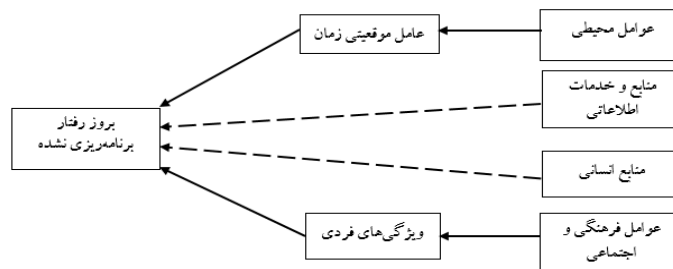 عوامل محیطی
عامل موقعیتی زمان
منابع و خدمات
اطلاعاتی
بروز رفتار
برنامه‌ریزی نشده
منابع انسانی
عوامل فرهنگی و
اجتماعی
ویژگی‌های فردی